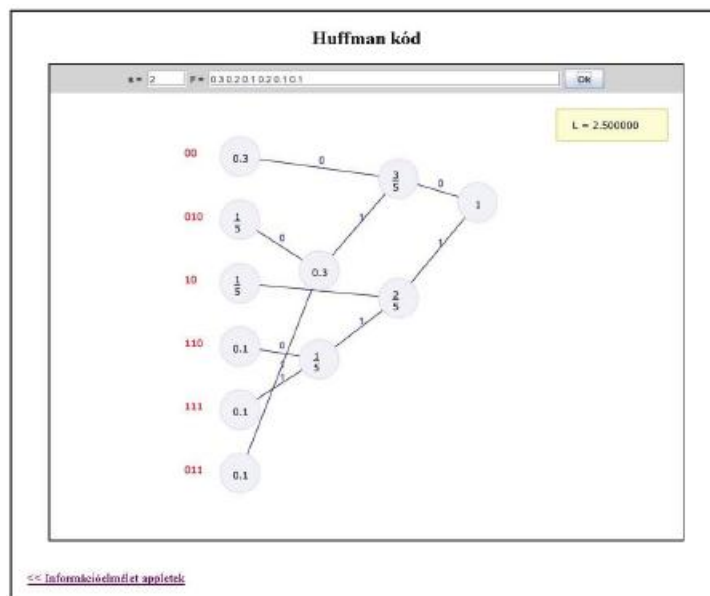 Huffman kód
s = 2 P = 0.3 0.2 0.1 0.2 0.1 0.1 Ok
L = 2.500000
00 0.3 0 3/5 0
010 1/5 0 1 1
0.3 1
10 1/5 2/5
110 0.1 0 1/5 1
1
1
111 0.1
011 0.1
<< Információelmélet appletek